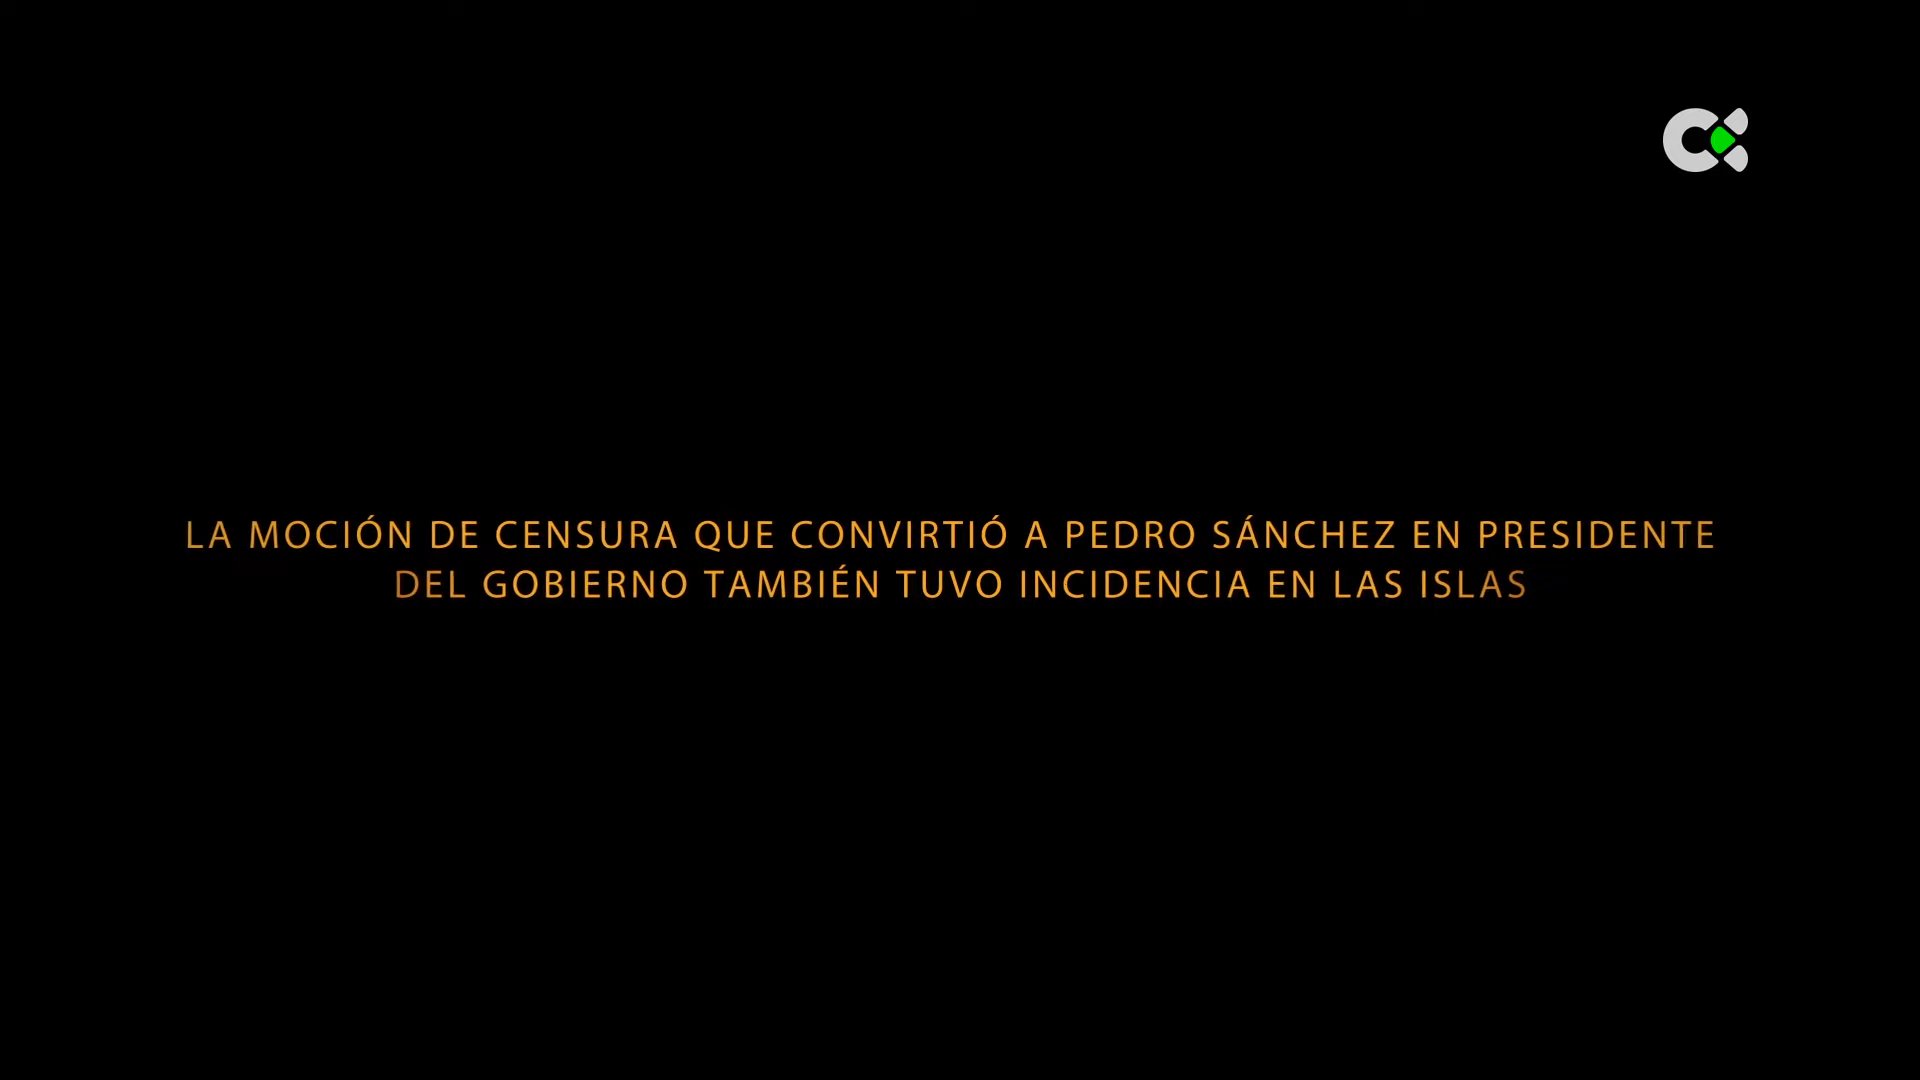 LA MOCIÓN DE CENSURA QUE CONVIRTIÓ A PEDRO SÁNCHEZ EN PRESIDENTE
DEL GOBIERNO TAMBIÉN TUVO INCIDENCIA EN LAS ISLAS